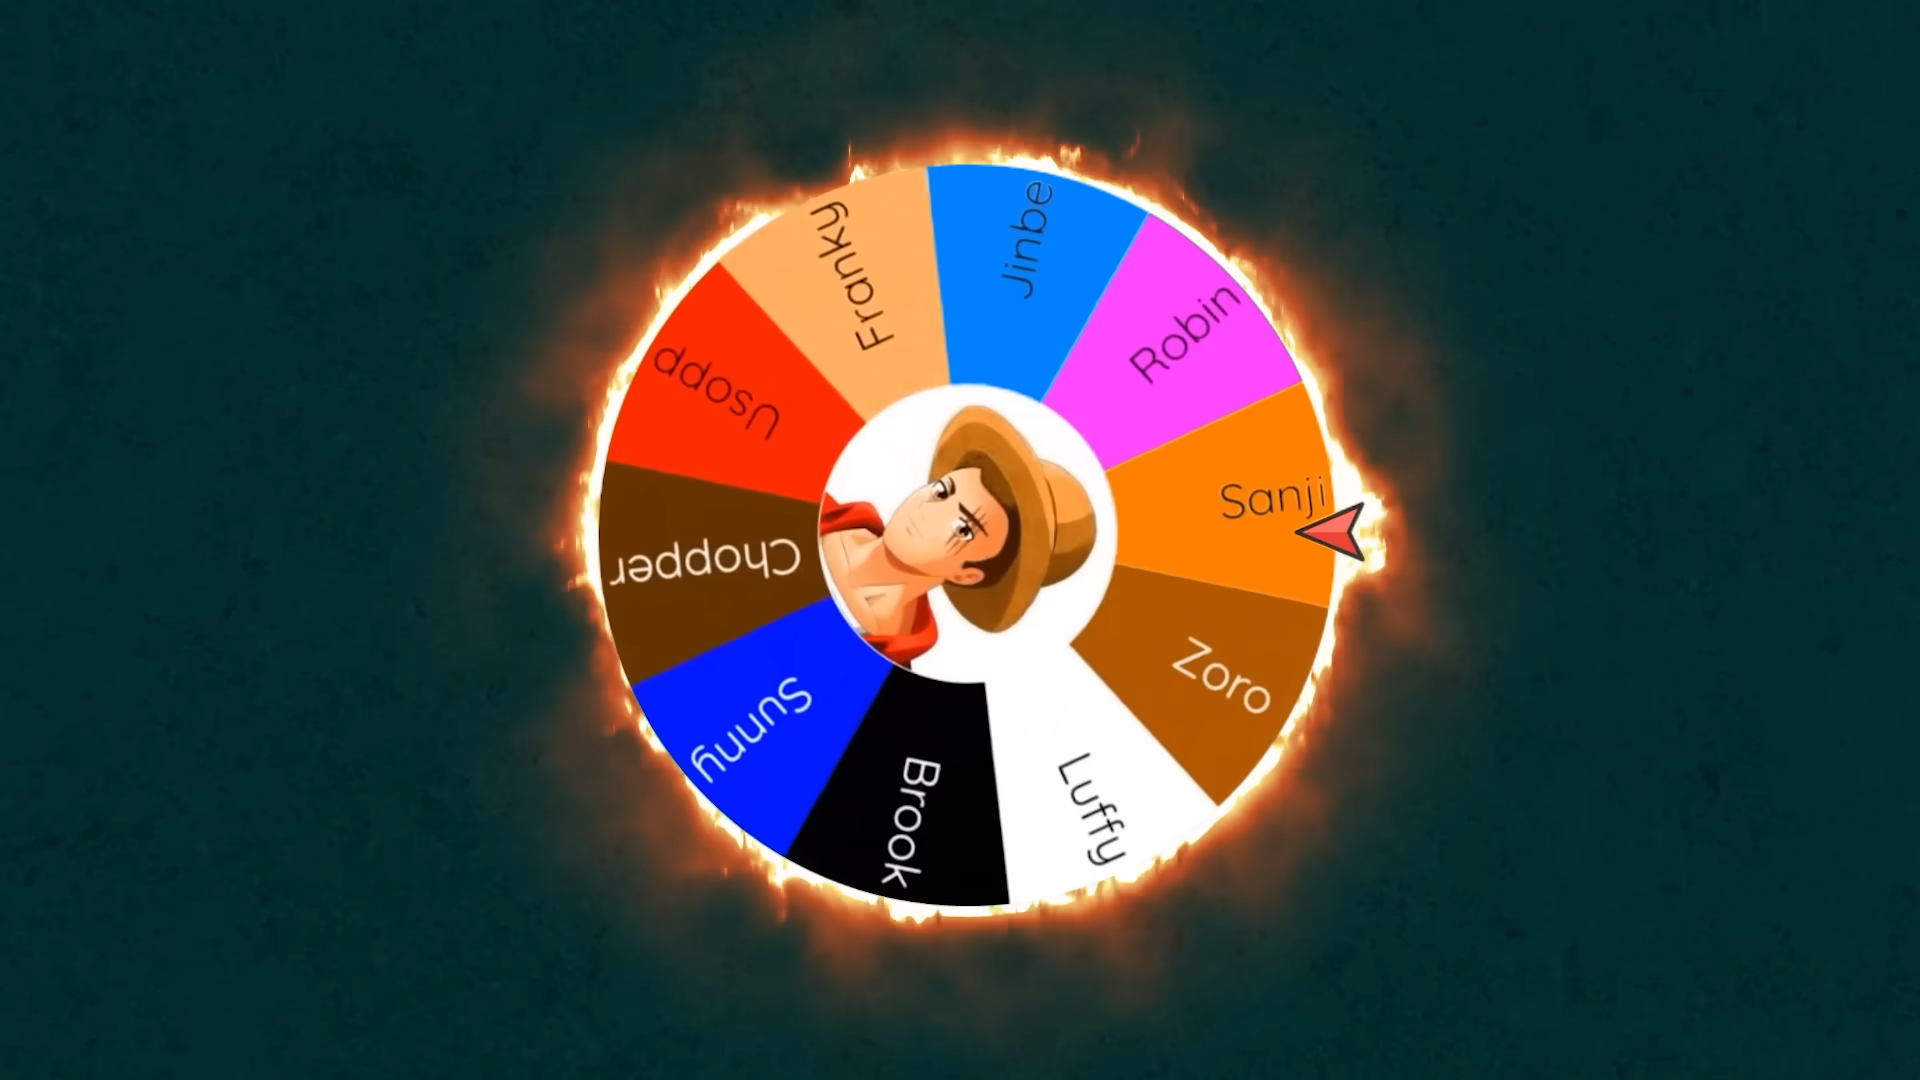 Jinbe
Robin
Sanji
Zoro
Luffy
Brook
Sunny
Chopper
Usopp
Franky